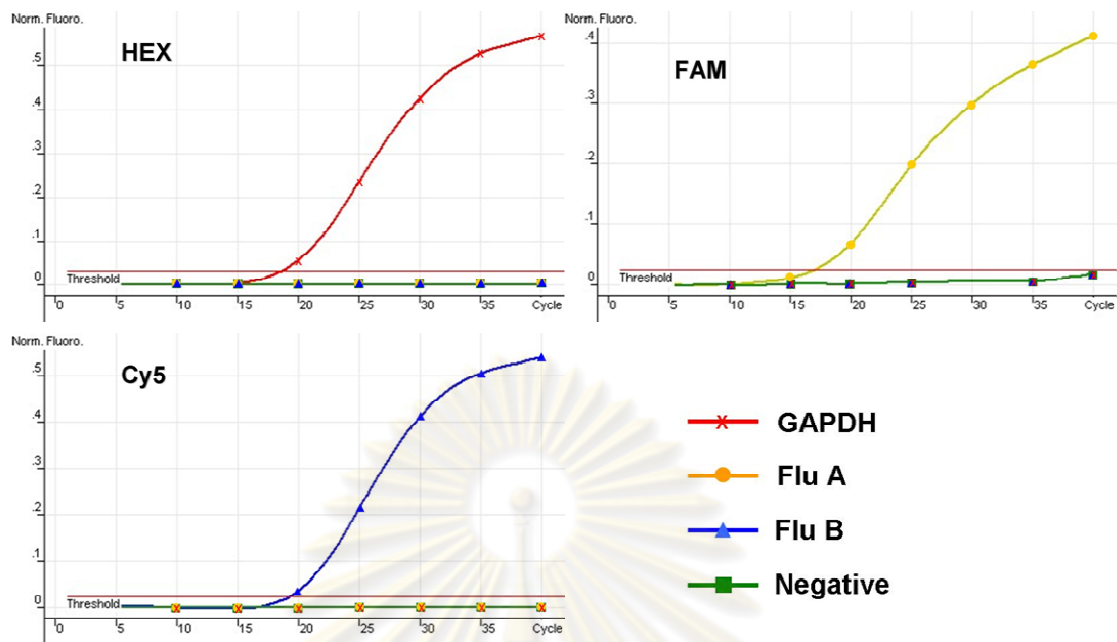 Norm. Fluoro.
HEX
.5
.4
.3
.2
.1
0
Threshold
0 5 10 15 20 25 30 35 Cycle
Norm. Fluoro.
FAM
.4
.3
.2
.1
0
Threshold
0 5 10 15 20 25 30 35 Cycle
Norm. Fluoro.
Cy5
.5
.4
.3
.2
.1
0
Threshold
0 5 10 15 20 25 30 35 Cycle
GAPDH
Flu A
Flu B
Negative